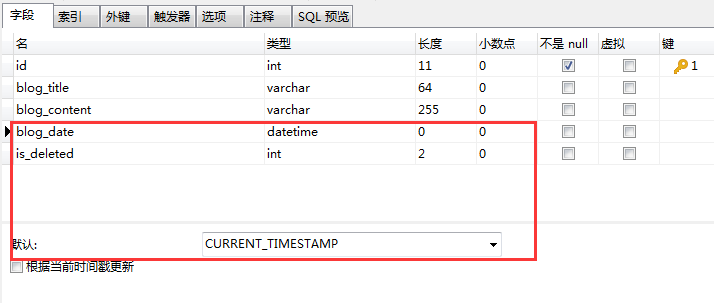 字段 索引 外键 触发器 选项 注释 SQL 预览
名 类型 长度 小数点 不是 null 虚拟 键
id int 11 0 1
blog_title varchar 64 0
blog_content varchar 255 0
blog_date datetime 0 0
is_deleted int 2 0
默认: CURRENT_TIMESTAMP
根据当前时间戳更新